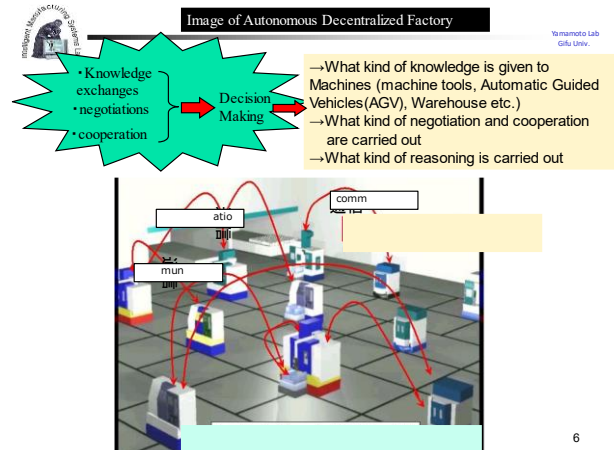 Image of Autonomous Decentralized Factory
Intelligent Manufacturing Systems
Yamamoto Lab
Gifu Univ.
・Knowledge
exchanges
・negotiations
・cooperation
Decision
Making
→What kind of knowledge is given to
Machines (machine tools, Automatic Guided
Vehicles(AGV), Warehouse etc.)
→What kind of negotiation and cooperation
are carried out
→What kind of reasoning is carried out
comm
atio
mun
6